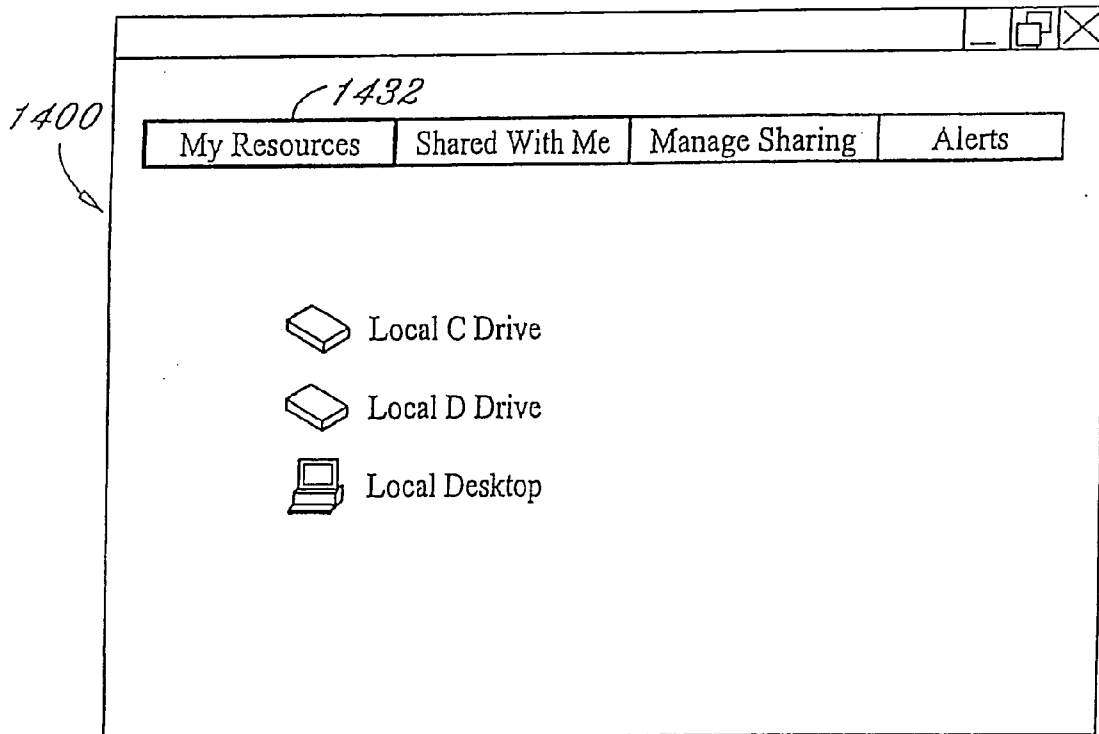 1432
1400
My Resources Shared With Me Manage Sharing Alerts
Local C Drive
Local D Drive
Local Desktop